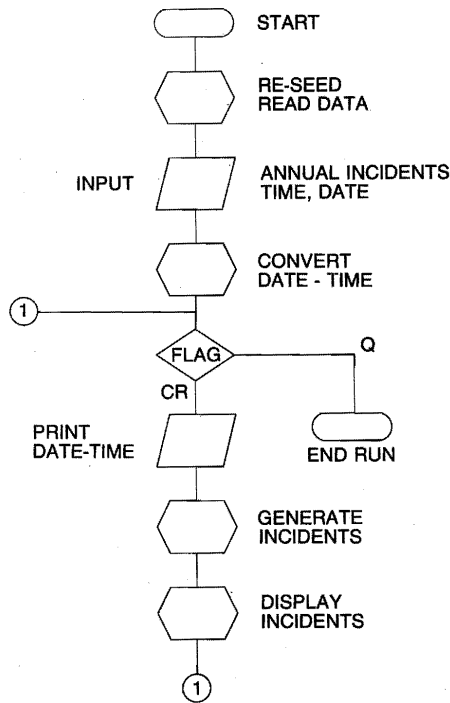 START
RE-SEED
READ DATA
INPUT
ANNUAL INCIDENTS
TIME, DATE
CONVERT
DATE - TIME
1
FLAG
Q
CR
PRINT
DATE-TIME
END RUN
GENERATE
INCIDENTS
DISPLAY
INCIDENTS
1